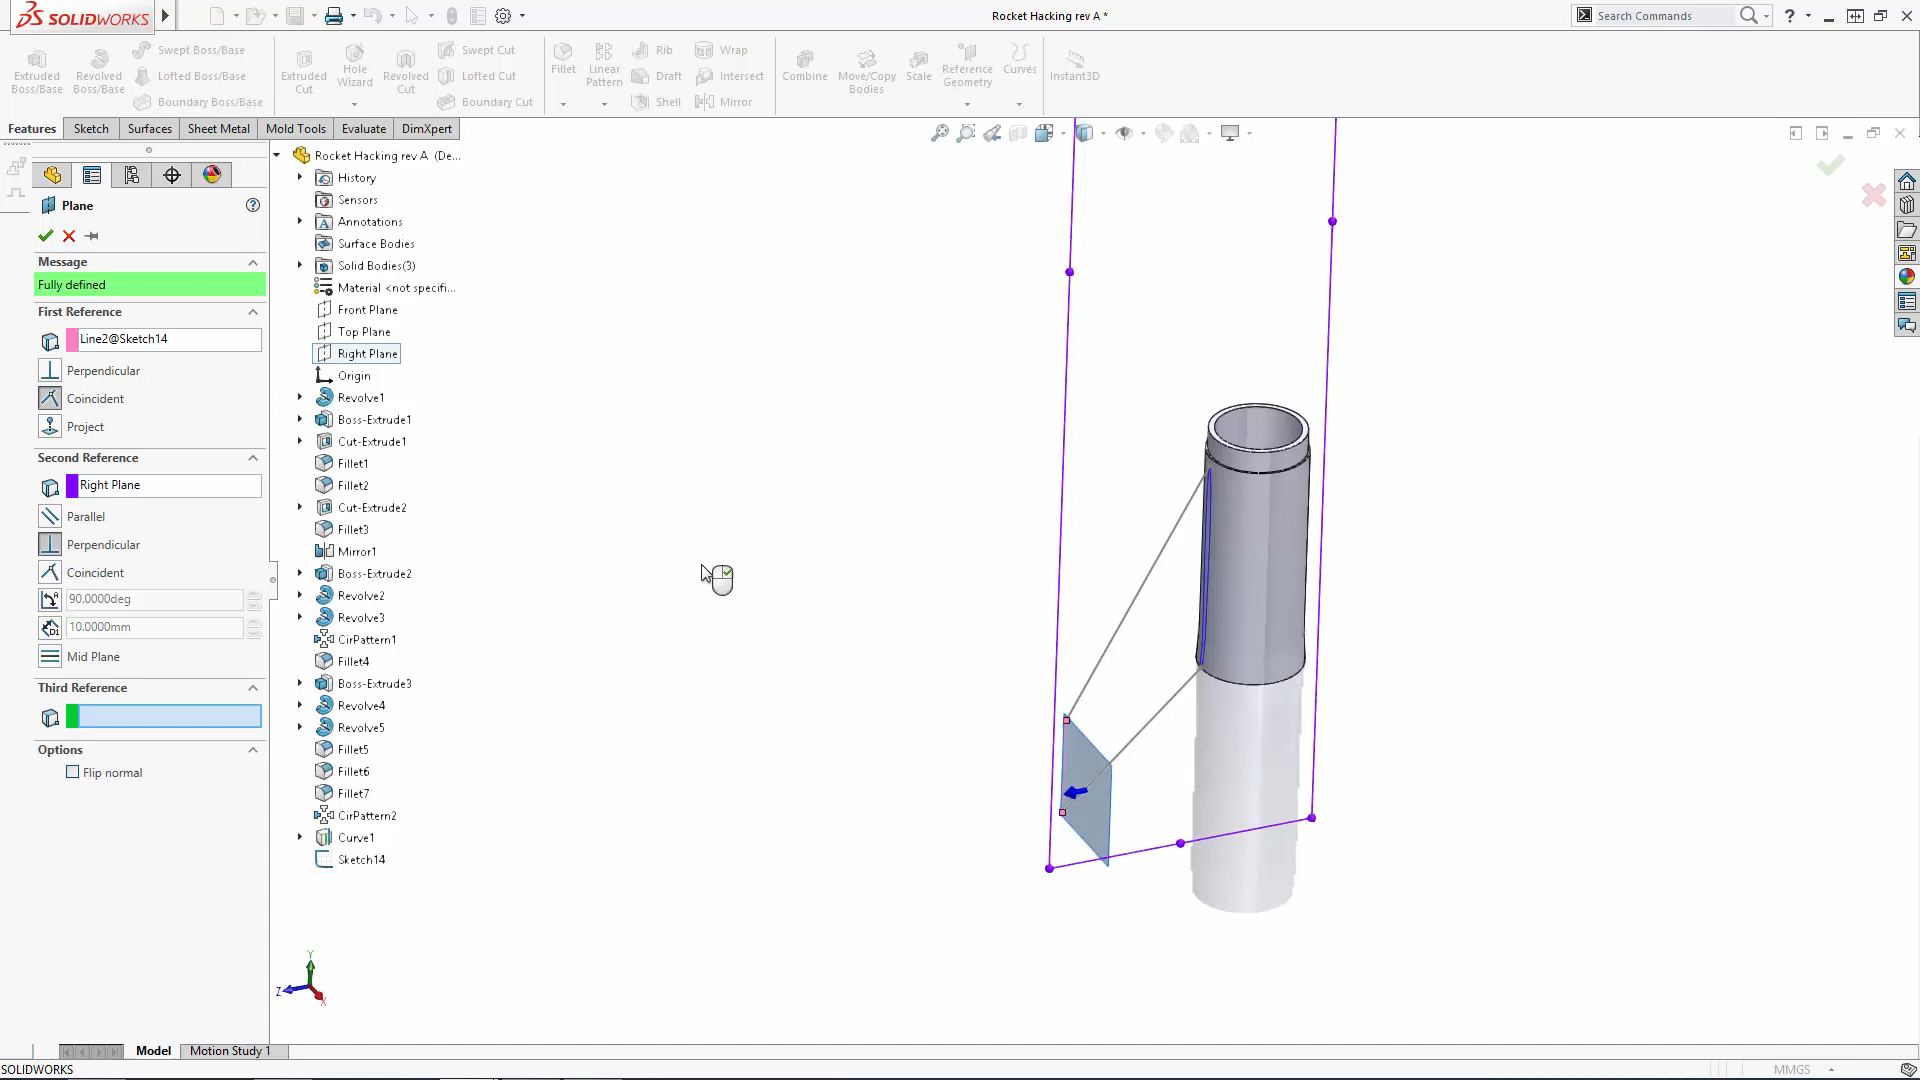 SOLIDWORKS
Rocket Hacking rev A *
Search Commands
?
Extruded Boss/Base
Revolved Boss/Base
Swept Boss/Base
Lofted Boss/Base
Boundary Boss/Base
Extruded Cut
Hole Wizard
Revolved Cut
Swept Cut
Lofted Cut
Boundary Cut
Fillet
Linear Pattern
Rib
Draft
Shell
Wrap
Intersect
Mirror
Combine
Move/Copy Bodies
Scale
Reference Geometry
Curves
Instant3D
Features
Sketch
Surfaces
Sheet Metal
Mold Tools
Evaluate
DimXpert
Plane
?
Message
Fully defined
First Reference
Line2@Sketch14
Perpendicular
Coincident
Project
Second Reference
Right Plane
Parallel
Perpendicular
Coincident
90.0000deg
10.0000mm
Mid Plane
Third Reference
Options
Flip normal
Rocket Hacking rev A (De...
History
Sensors
Annotations
Surface Bodies
Solid Bodies(3)
Material <not specifi...
Front Plane
Top Plane
Right Plane
Origin
Revolve1
Boss-Extrude1
Cut-Extrude1
Fillet1
Fillet2
Cut-Extrude2
Fillet3
Mirror1
Boss-Extrude2
Revolve2
Revolve3
CirPattern1
Fillet4
Boss-Extrude3
Revolve4
Revolve5
Fillet5
Fillet6
Fillet7
CirPattern2
Curve1
Sketch14
Y
Z
X
Model
Motion Study 1
SOLIDWORKS
MMGS